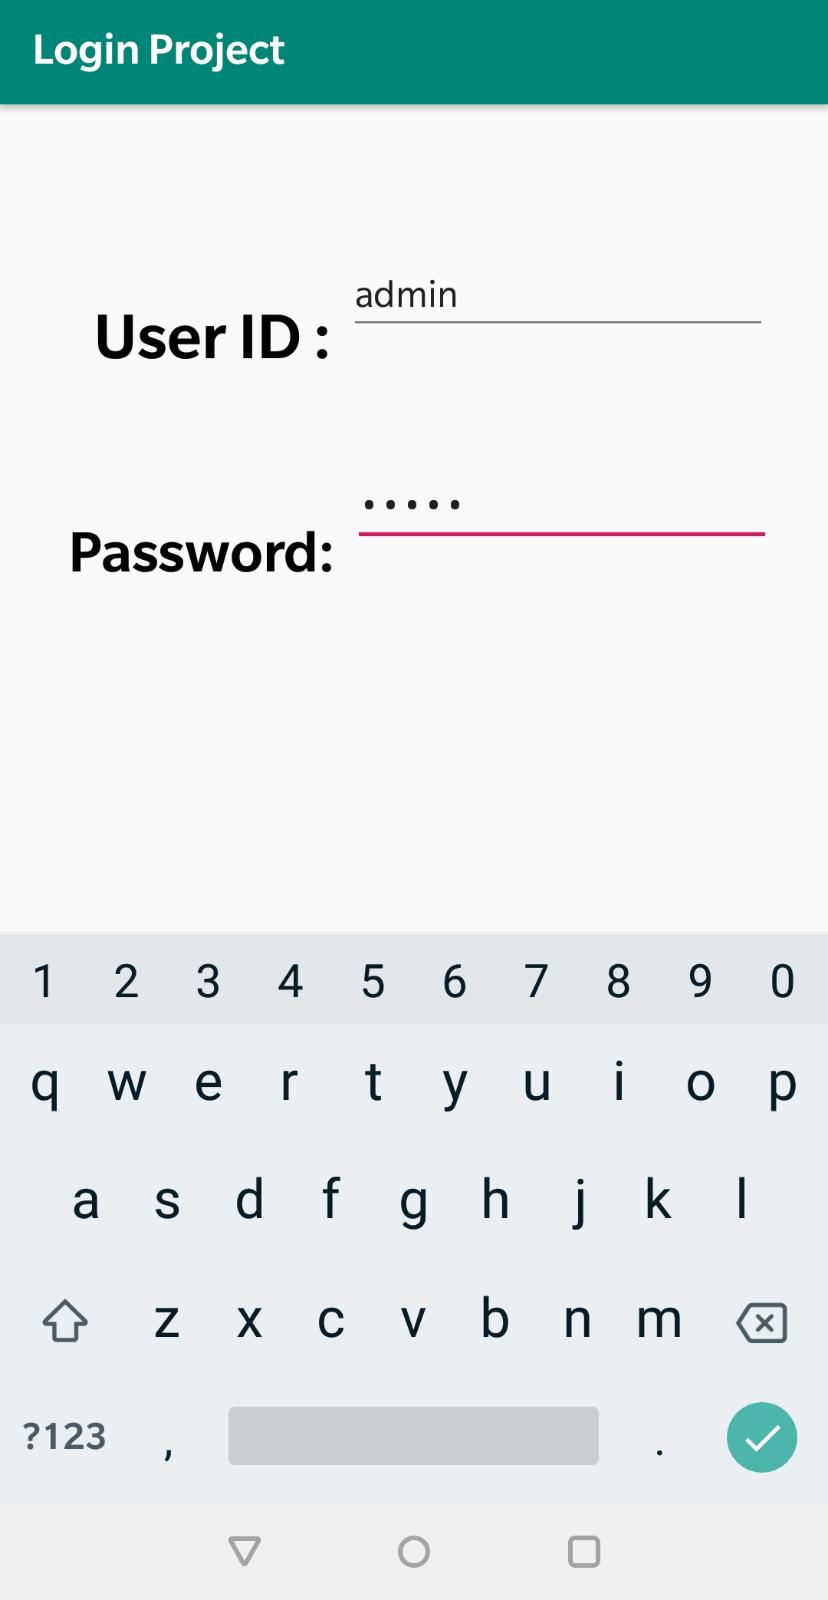 Login Project
admin
User ID :
•••••
Password:
1 2 3 4 5 6 7 8 9 0
q w e r t y u i o p
a s d f g h j k l
z x c v b n m
?123 , .